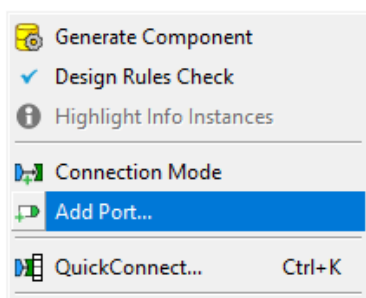 Generate Component
Design Rules Check
Highlight Info Instances
Connection Mode
Add Port...
QuickConnect... Ctrl+K